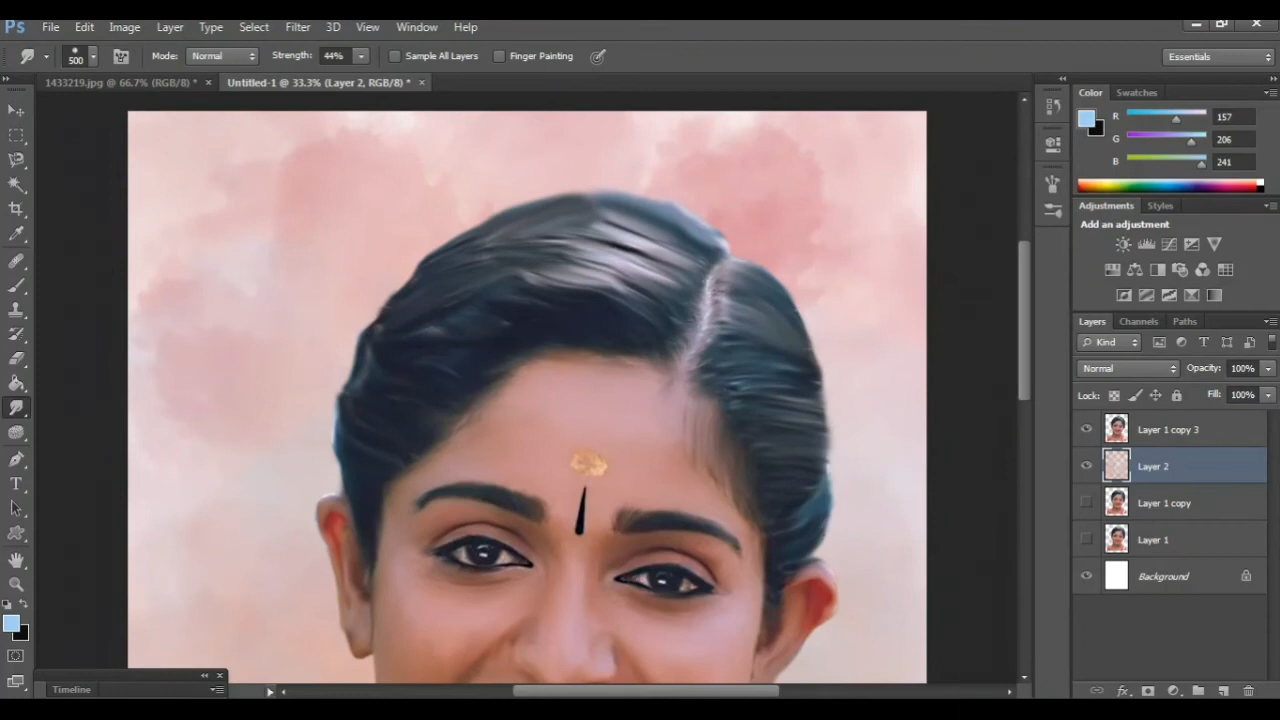 Ps File Edit Image Layer Type Select Filter 3D View Window Help
500 Mode: Normal Strength: 44% Sample All Layers Finger Painting Essentials
1433219.jpg @ 66.7% (RGB/8) * × Untitled-1 @ 33.3% (Layer 2, RGB/8) * ×
Color Swatches
R 157
G 206
B 241
Adjustments Styles
Add an adjustment
Layers Channels Paths
Kind
Normal Opacity: 100%
Lock: Fill: 100%
Layer 1 copy 3
Layer 2
Layer 1 copy
Layer 1
Background
Timeline